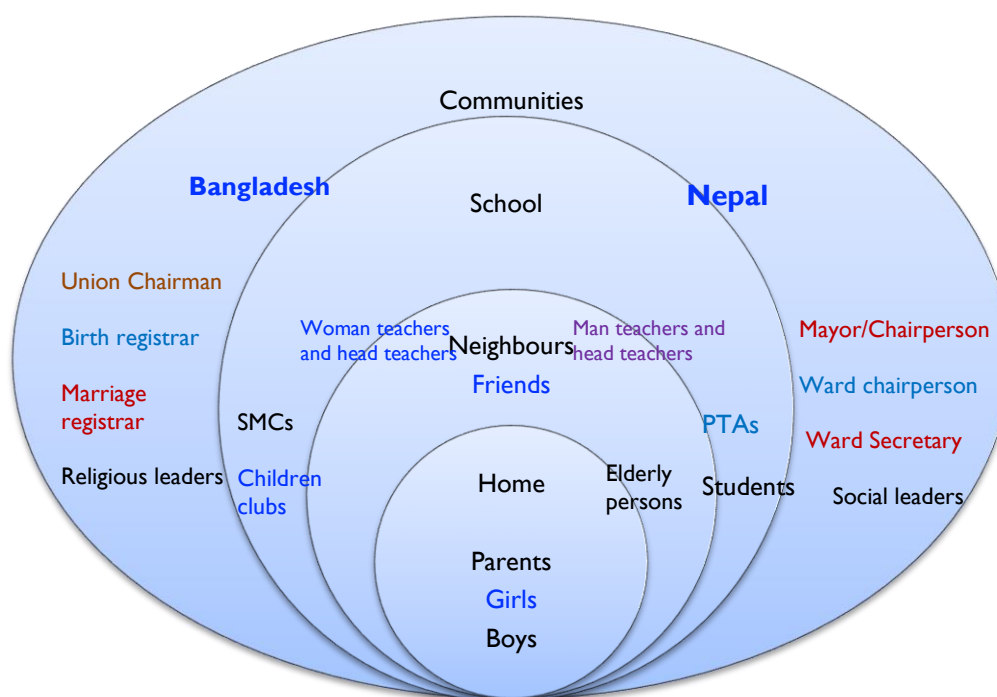 Communities
Bangladesh
Nepal
School
Union Chairman
Birth registrar
Marriage
registrar
Religious leaders
Woman teachers
and head teachers
Man teachers and
head teachers
Neighbours
Friends
SMCs
Children
clubs
PTAs
Students
Elderly
persons
Home
Parents
Girls
Boys
Mayor/Chairperson
Ward chairperson
Ward Secretary
Social leaders